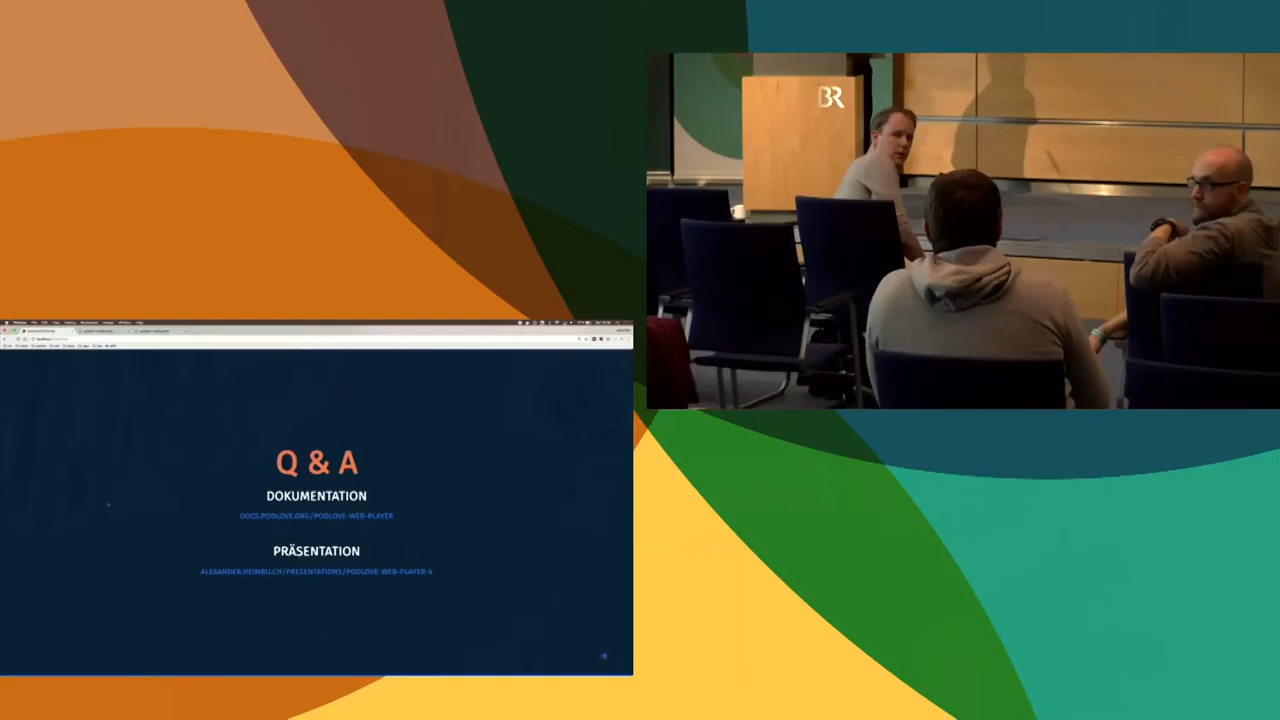 BR
Q & A
DOKUMENTATION
DOCS.PODLOVE.ORG/PODLOVE-WEB-PLAYER
PRÄSENTATION
ALEXANDER.HEIMBU.CH/PRESENTATIONS/PODLOVE-WEB-PLAYER-4